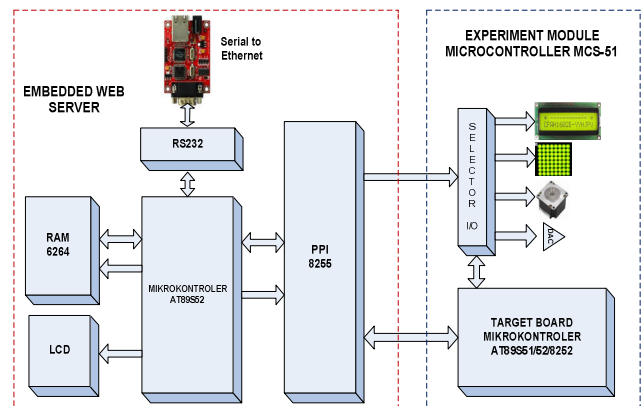 Serial to
Ethernet
EXPERIMENT MODULE
MICROCONTROLLER MCS-51
EMBEDDED WEB
SERVER
RS232
SELECTOR
I/O
RAM
6264
MIKROKONTROLER
AT89S52
PPI
8255
DAC
LCD
TARGET BOARD
MIKROKONTROLER
AT89S51/52/8252